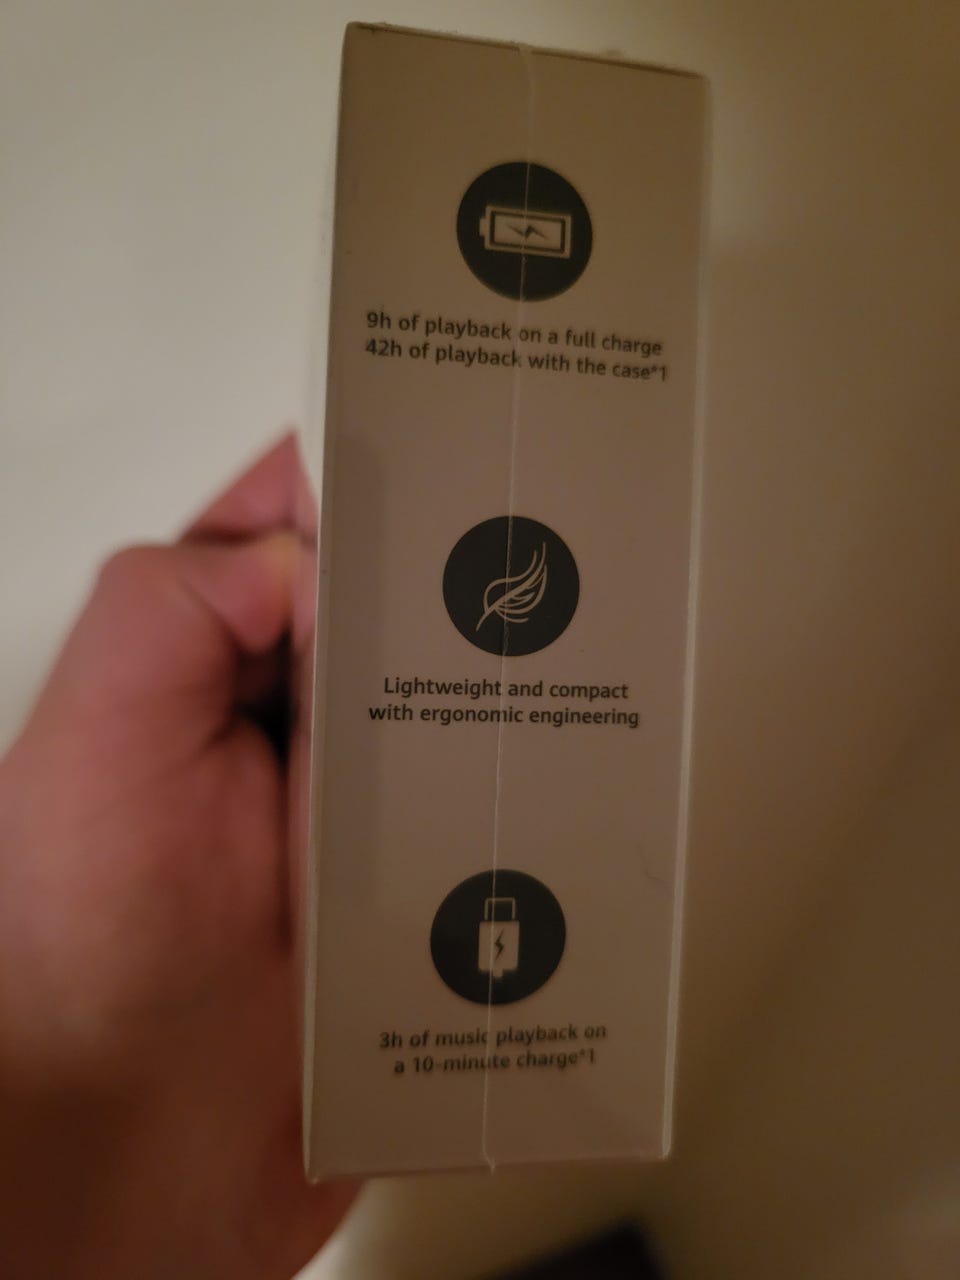 9h of playback on a full charge
42h of playback with the case*1
Lightweight and compact
with ergonomic engineering
3h of music playback on
a 10-minute charge*1